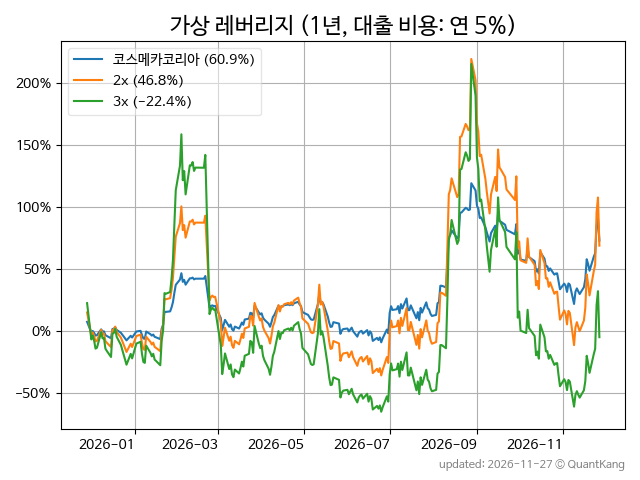 가상 레버리지 (1년, 대출 비용: 연 5%)
코스메카코리아 (60.9%)
2x (46.8%)
3x (-22.4%)
200%
150%
100%
50%
0%
-50%
2026-01 2026-03 2026-05 2026-07 2026-09 2026-11
updated: 2026-11-27 © QuantKang